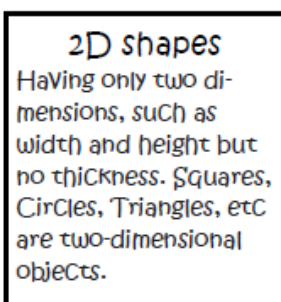 2D shapes
Having only two di-
mensions, such as
width and height but
no thickness. Squares,
Circles, Triangles, etc
are two-dimensional
objects.